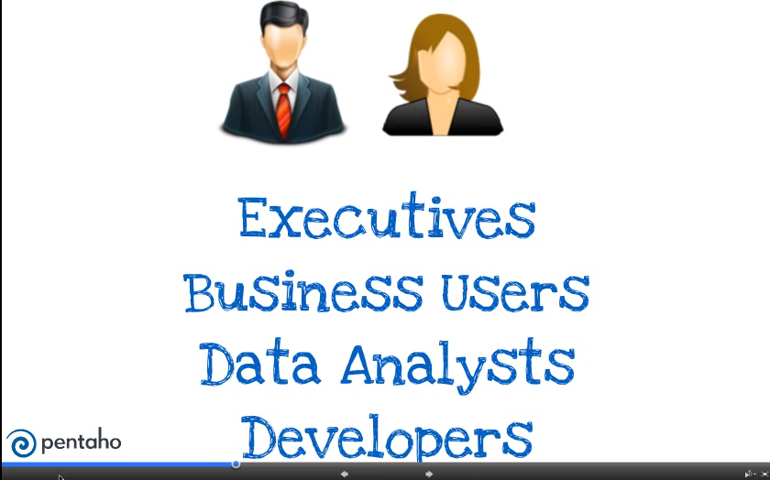 Executives
Business Users
Data Analysts
Developers
pentaho